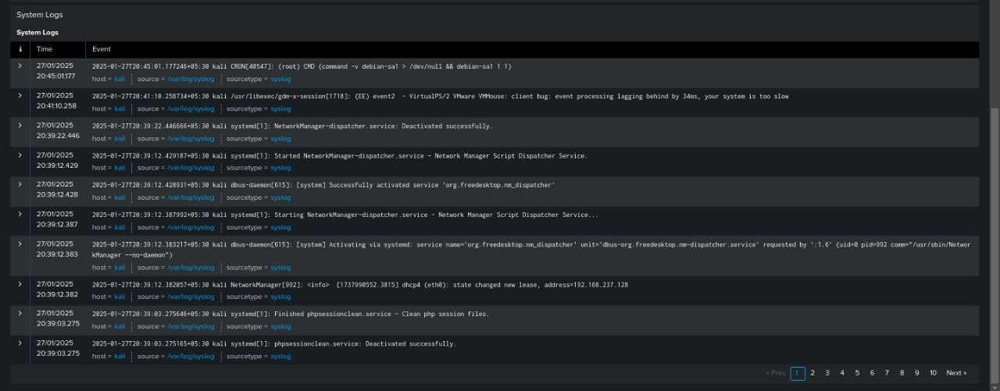 System Logs
System Logs
i Time Event
> 27/01/2025 20:45:01.177 2025-01-27T20:45:01.177246+05:30 kali CRON[40547]: (root) CMD (command -v debian-sa1 > /dev/null && debian-sa1 1 1)
host = kali source = /var/log/syslog sourcetype = syslog
> 27/01/2025 20:41:10.258 2025-01-27T20:41:10.258734+05:30 kali /usr/libexec/gdm-x-session[1718]: (EE) event2 - VirtualPS/2 VMware VMMouse: client bug: event processing lagging behind by 34ms, your system is too slow
host = kali source = /var/log/syslog sourcetype = syslog
> 27/01/2025 20:39:22.446 2025-01-27T20:39:22.446666+05:30 kali systemd[1]: NetworkManager-dispatcher.service: Deactivated successfully.
host = kali source = /var/log/syslog sourcetype = syslog
> 27/01/2025 20:39:12.429 2025-01-27T20:39:12.429187+05:30 kali systemd[1]: Started NetworkManager-dispatcher.service - Network Manager Script Dispatcher Service.
host = kali source = /var/log/syslog sourcetype = syslog
> 27/01/2025 20:39:12.428 2025-01-27T20:39:12.428931+05:30 kali dbus-daemon[615]: [system] Successfully activated service 'org.freedesktop.nm_dispatcher'
host = kali source = /var/log/syslog sourcetype = syslog
> 27/01/2025 20:39:12.387 2025-01-27T20:39:12.387992+05:30 kali systemd[1]: Starting NetworkManager-dispatcher.service - Network Manager Script Dispatcher Service...
host = kali source = /var/log/syslog sourcetype = syslog
> 27/01/2025 20:39:12.383 2025-01-27T20:39:12.383217+05:30 kali dbus-daemon[615]: [system] Activating via systemd: service name='org.freedesktop.nm_dispatcher' unit='dbus-org.freedesktop.nm-dispatcher.service' requested by ':1.6' (uid=0 pid=992 comm="/usr/sbin/Networ
kManager --no-daemon")
host = kali source = /var/log/syslog sourcetype = syslog
> 27/01/2025 20:39:12.382 2025-01-27T20:39:12.382057+05:30 kali NetworkManager[992]: <info> [1737990552.3815] dhcp4 (eth0): state changed new lease, address=192.168.237.128
host = kali source = /var/log/syslog sourcetype = syslog
> 27/01/2025 20:39:03.275 2025-01-27T20:39:03.275646+05:30 kali systemd[1]: Finished phpsessionclean.service - Clean php session files.
host = kali source = /var/log/syslog sourcetype = syslog
> 27/01/2025 20:39:03.275 2025-01-27T20:39:03.275165+05:30 kali systemd[1]: phpsessionclean.service: Deactivated successfully.
host = kali source = /var/log/syslog sourcetype = syslog
« Prev 1 2 3 4 5 6 7 8 9 10 Next »